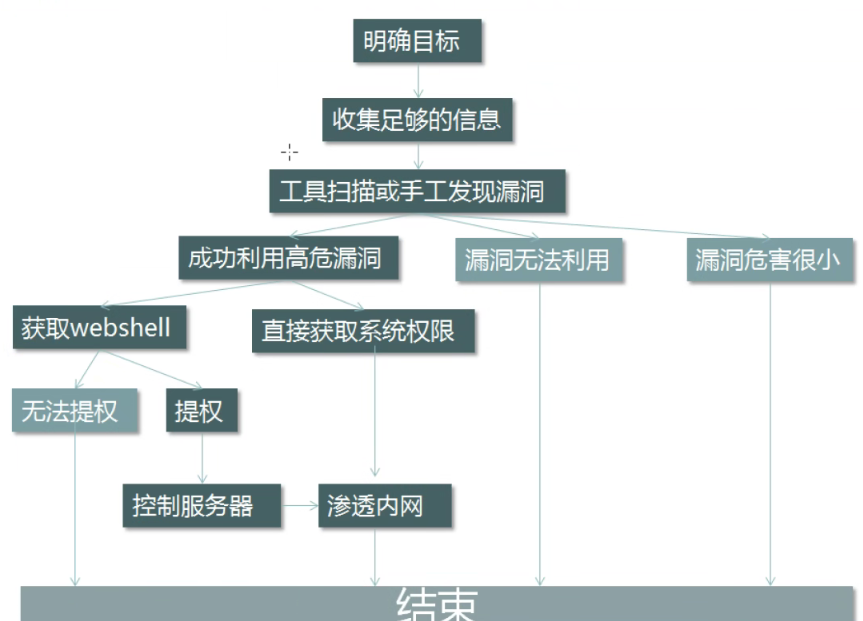 明确目标
收集足够的信息
工具扫描或手工发现漏洞
成功利用高危漏洞
漏洞无法利用
漏洞危害很小
获取webshell
直接获取系统权限
无法提权
提权
控制服务器
渗透内网
结束